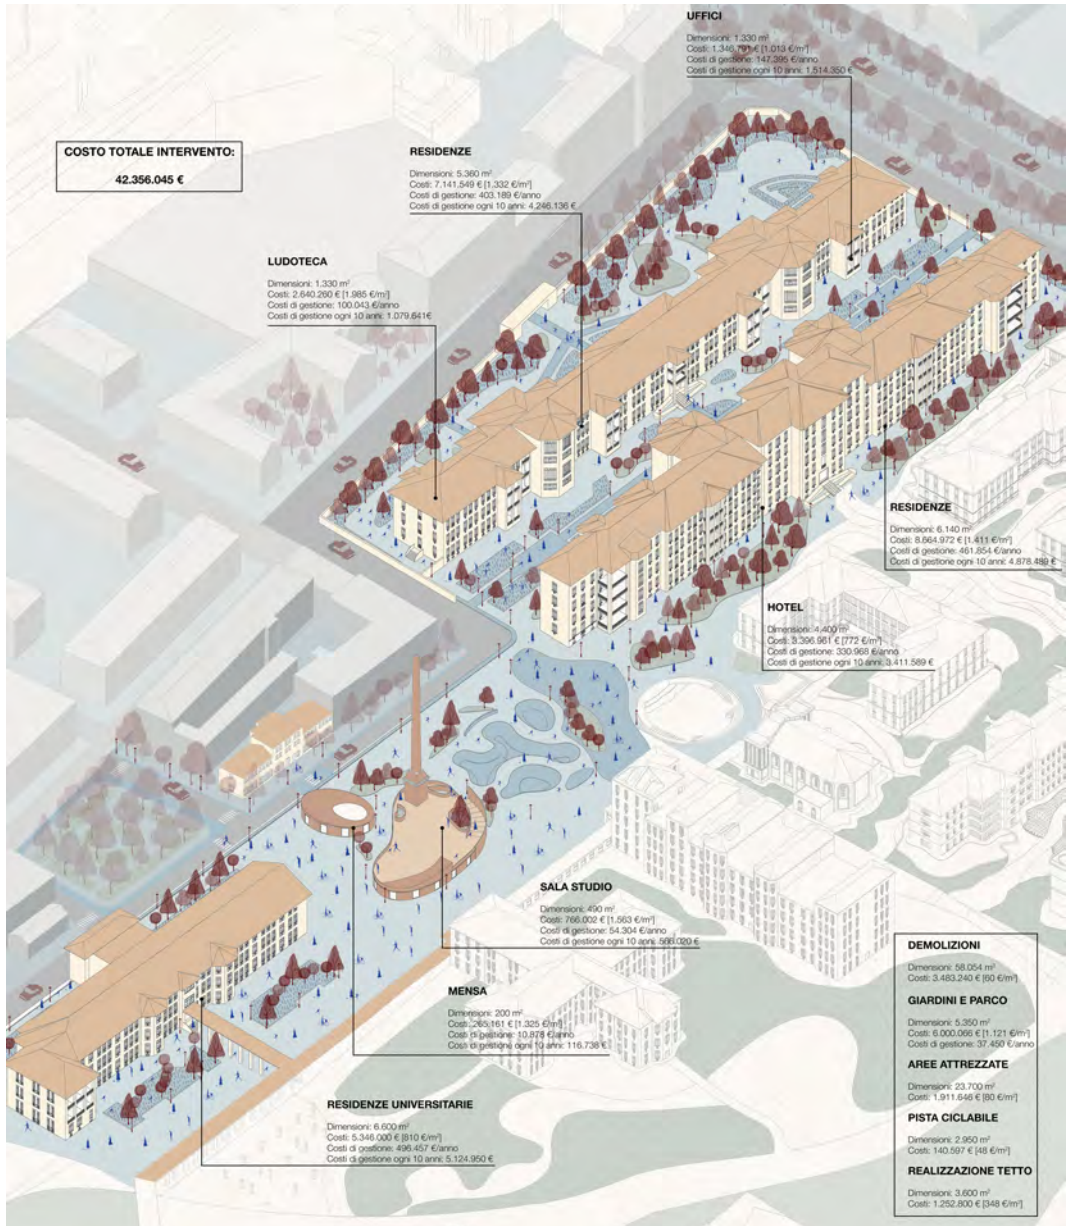 UFFICI
Dimensioni: 1.330 m²
Costi: 1.346.791 € [1.013 €/m²]
Costi di gestione: 147.395 €/anno
Costi di gestione ogni 10 anni: 1.514.350 €
COSTO TOTALE INTERVENTO:
42.356.045 €
RESIDENZE
Dimensioni: 5.360 m²
Costi: 7.141.549 € [1.332 €/m²]
Costi di gestione: 403.189 €/anno
Costi di gestione ogni 10 anni: 4.246.136 €
LUDOTECA
Dimensioni: 1.330 m²
Costi: 2.640.260 € [1.985 €/m²]
Costi di gestione: 100.043 €/anno
Costi di gestione ogni 10 anni: 1.079.641€
RESIDENZE
Dimensioni: 6.140 m²
Costi: 8.664.972 € [1.411 €/m²]
Costi di gestione: 461.854 €/anno
Costi di gestione ogni 10 anni: 4.878.489 €
HOTEL
Dimensioni: 4.400 m²
Costi: 3.396.961 € [772 €/m²]
Costi di gestione: 330.968 €/anno
Costi di gestione ogni 10 anni: 3.411.589 €
SALA STUDIO
Dimensioni: 490 m²
Costi: 766.002 € [1.563 €/m²]
Costi di gestione: 54.304 €/anno
Costi di gestione ogni 10 anni: 566.020 €
MENSA
Dimensioni: 200 m²
Costi: 265.161 € [1.325 €/m²]
Costi di gestione: 10.878 €/anno
Costi di gestione ogni 10 anni: 116.738 €
RESIDENZE UNIVERSITARIE
Dimensioni: 6.600 m²
Costi: 5.346.000 € [810 €/m²]
Costi di gestione: 496.457 €/anno
Costi di gestione ogni 10 anni: 5.124.950 €
DEMOLIZIONI
Dimensioni: 58.054 m²
Costi: 3.483.240 € [60 €/m²]
GIARDINI E PARCO
Dimensioni: 5.350 m²
Costi: 6.000.066 € [1.121 €/m²]
Costi di gestione: 37.450 €/anno
AREE ATTREZZATE
Dimensioni: 23.700 m²
Costi: 1.911.646 € [80 €/m²]
PISTA CICLABILE
Dimensioni: 2.950 m²
Costi: 140.597 € [48 €/m²]
REALIZZAZIONE TETTO
Dimensioni: 3.600 m²
Costi: 1.252.800 € [348 €/m²]